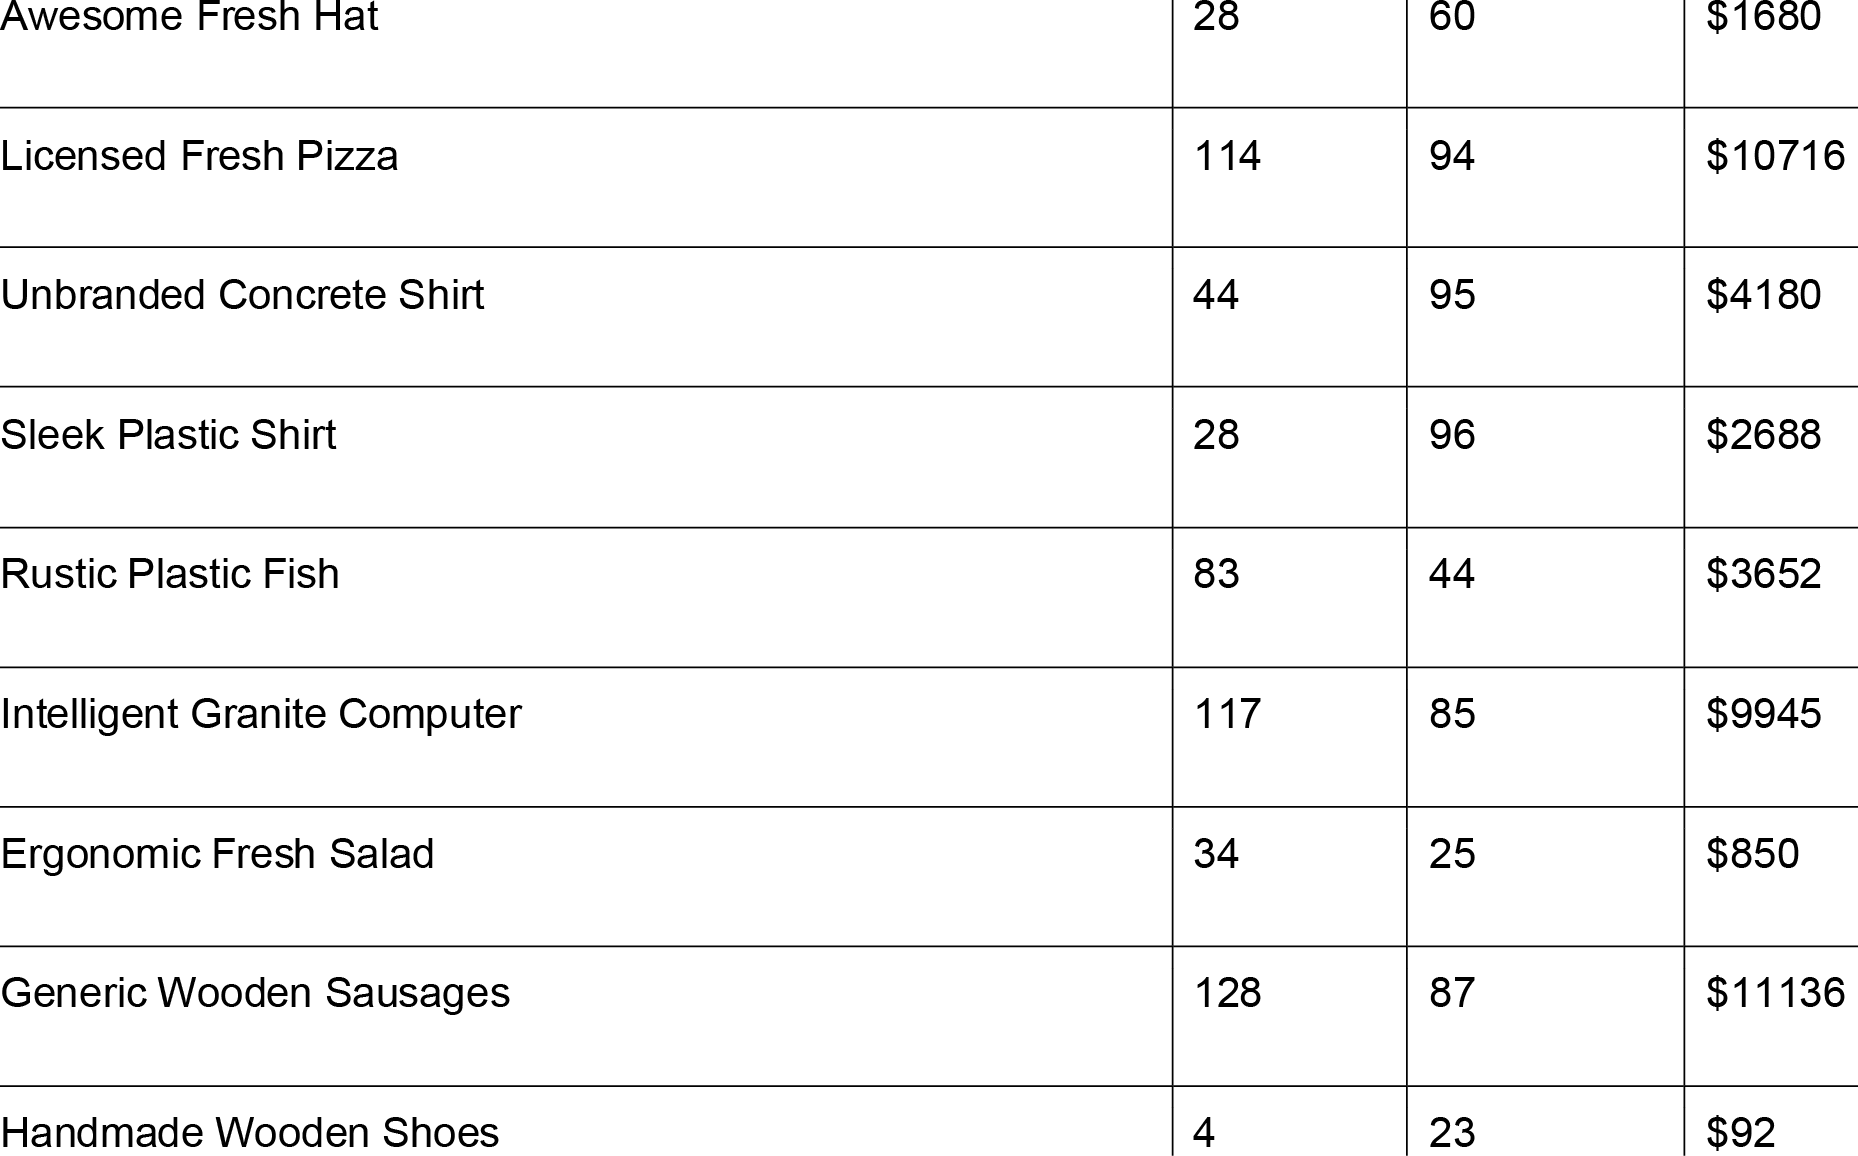 Awesome Fresh Hat 28 60 $1680
Licensed Fresh Pizza 114 94 $10716
Unbranded Concrete Shirt 44 95 $4180
Sleek Plastic Shirt 28 96 $2688
Rustic Plastic Fish 83 44 $3652
Intelligent Granite Computer 117 85 $9945
Ergonomic Fresh Salad 34 25 $850
Generic Wooden Sausages 128 87 $11136
Handmade Wooden Shoes 4 23 $92